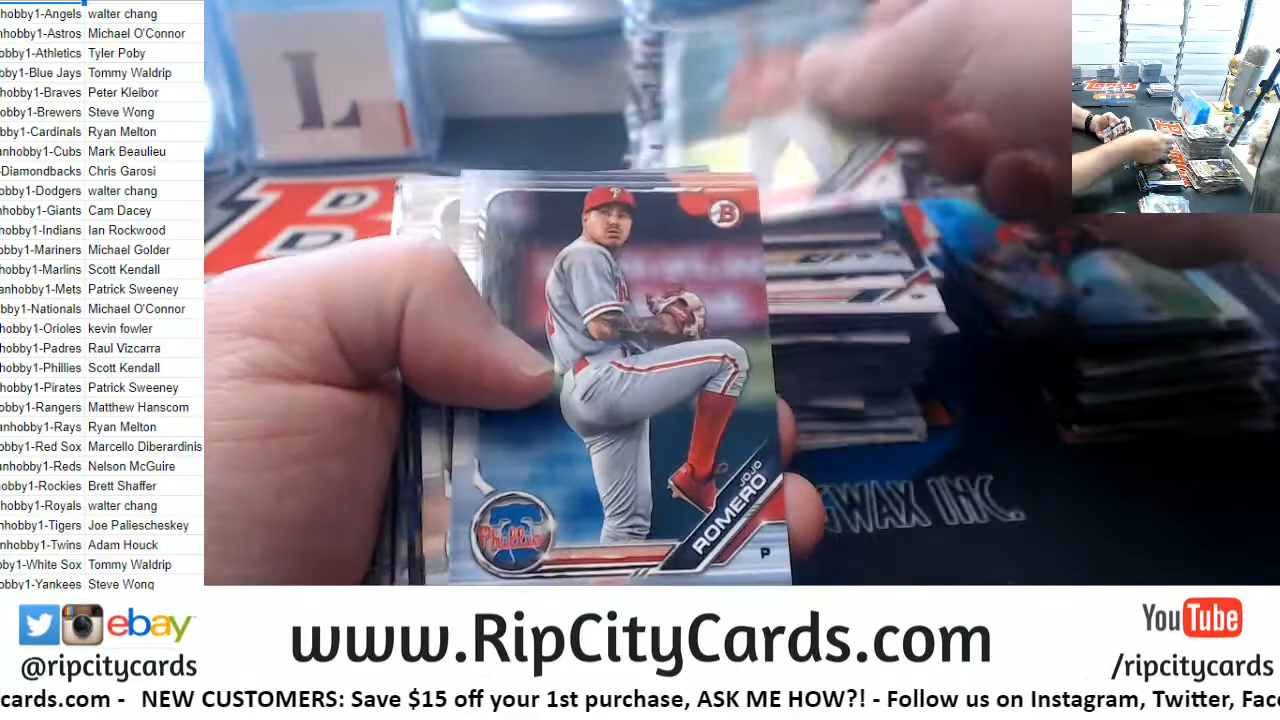 hobby1-Angels walter chang
nhobby1-Astros Michael O'Connor
obby1-Athletics Tyler Poby
bby1-Blue Jays Tommy Waldrip
hobby1-Braves Peter Kleibor
obby1-Brewers Steve Wong
bby1-Cardinals Ryan Melton
anhobby1-Cubs Mark Beaulieu
-Diamondbacks Chris Garosi
obby1-Dodgers walter chang
nhobby1-Giants Cam Dacey
hobby1-Indians Ian Rockwood
bby1-Mariners Michael Golder
hobby1-Marlins Scott Kendall
anhobby1-Mets Patrick Sweeney
bby1-Nationals Michael O'Connor
hobby1-Orioles kevin fowler
hobby1-Padres Raul Vizcarra
hobby1-Phillies Scott Kendall
hobby1-Pirates Patrick Sweeney
obby1-Rangers Matthew Hanscom
anhobby1-Rays Ryan Melton
obby1-Red Sox Marcello Diberardinis
anhobby1-Reds Nelson McGuire
obby1-Rockies Brett Shaffer
hobby1-Royals walter chang
nhobby1-Tigers Joe Paliescheskey
nhobby1-Twins Adam Houck
by1-White Sox Tommy Waldrip
obby1-Yankees Steve Wong
L
D
D
B
P
Phillies
JOJO
ROMERO
P
GWAX INC.
ebay
@ripcitycards
www.RipCityCards.com
YouTube
/ripcitycards
cards.com - NEW CUSTOMERS: Save $15 off your 1st purchase, ASK ME HOW?! - Follow us on Instagram, Twitter, Fac